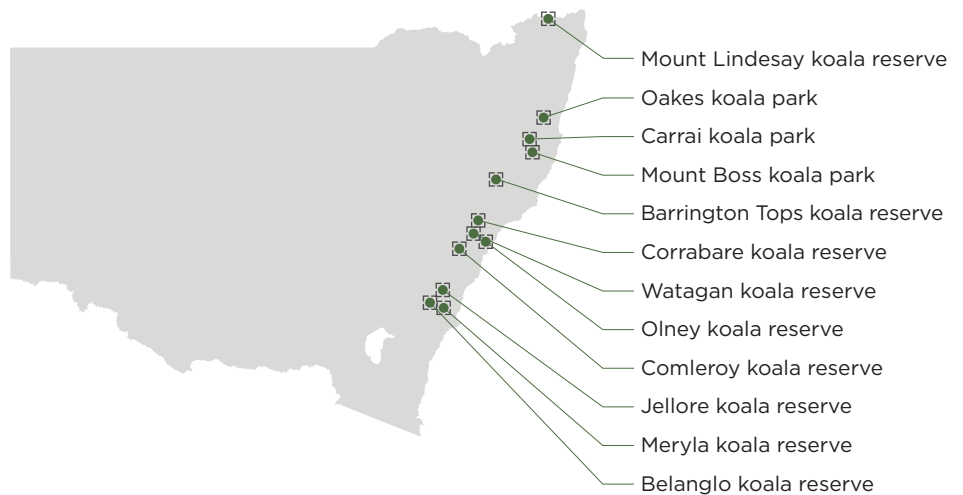 Mount Lindesay koala reserve
Oakes koala park
Carrai koala park
Mount Boss koala park
Barrington Tops koala reserve
Corrabare koala reserve
Watagan koala reserve
Olney koala reserve
Comleroy koala reserve
Jellore koala reserve
Meryla koala reserve
Belanglo koala reserve